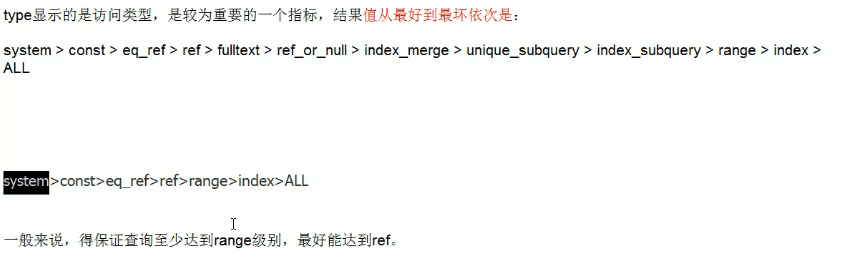 type显示的是访问类型，是较为重要的一个指标，结果值从最好到最坏依次是：
system > const > eq_ref > ref > fulltext > ref_or_null > index_merge > unique_subquery > index_subquery > range > index >
ALL
system>const>eq_ref>ref>range>index>ALL
一般来说，得保证查询至少达到range级别，最好能达到ref。